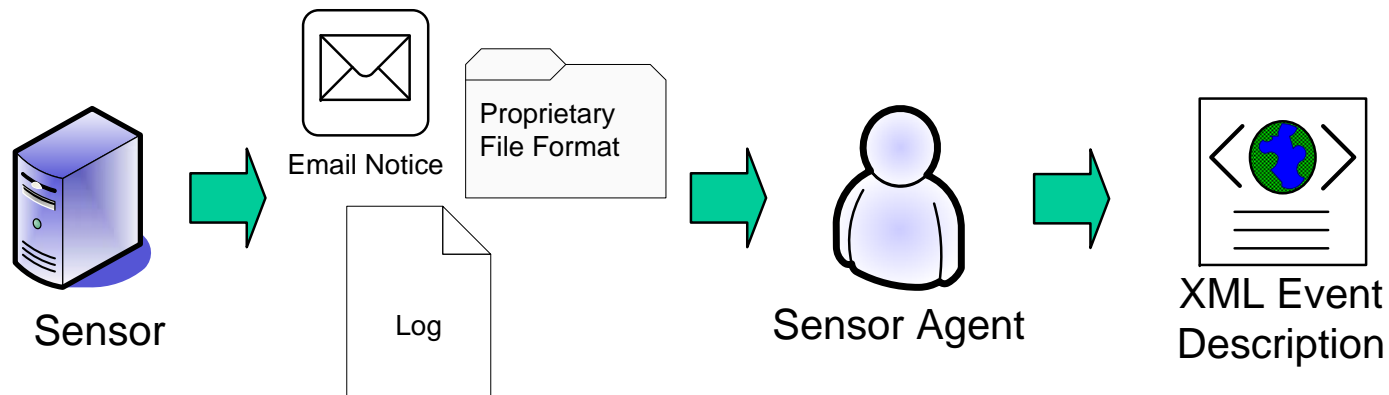 Sensor
Email Notice
Proprietary
File Format
Log
Sensor Agent
XML Event
Description